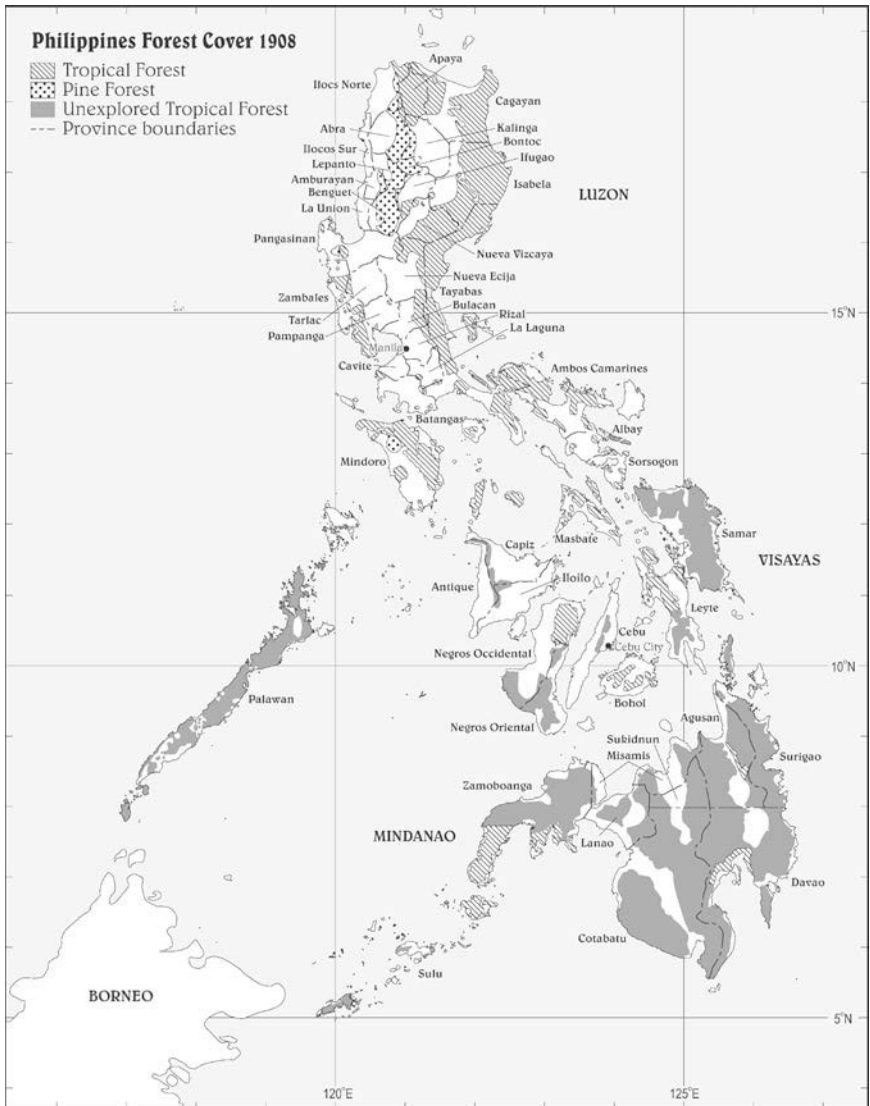 Philippines Forest Cover 1908
Tropical Forest
Pine Forest
Unexplored Tropical Forest
Province boundaries
Apaya
Ilocs Norte
Cagayan
Abra
Kalinga
Ilocos Sur
Bontoc
Lepanto
Ifugao
Amburayan
Isabela
Benguet
LUZON
La Union
Pangasinan
Nueva Vizcaya
Nueva Ecija
Zambales
Tayabas
Bulacan
15°N
Tarlac
Rizal
Pampanga
La Laguna
Manila
Cavite
Ambos Camarines
Batangas
Albay
Mindoro
Sorsogon
Samar
Capiz
Masbate
VISAYAS
Antique
Iloilo
Leyte
Cebu
Cebu City
Negros Occidental
10°N
Palawan
Bohol
Agusan
Negros Oriental
Sukidnun
Misamis
Surigao
Zamoboanga
MINDANAO
Lanao
Davao
Cotabatu
Sulu
BORNEO
5°N
120°E
125°E